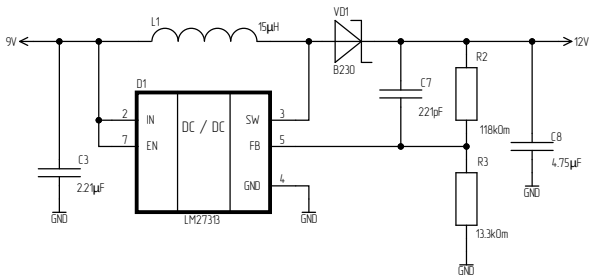 VD1
L1
15µH
9V
12V
B230
R2
D1
C7
221pF
118kOm
2
IN
SW
3
DC / DC
7
EN
FB
5
C8
4.75µF
C3
2.21µF
GND
4
R3
13.3kOm
GND
GND
GND
LM27313
GND